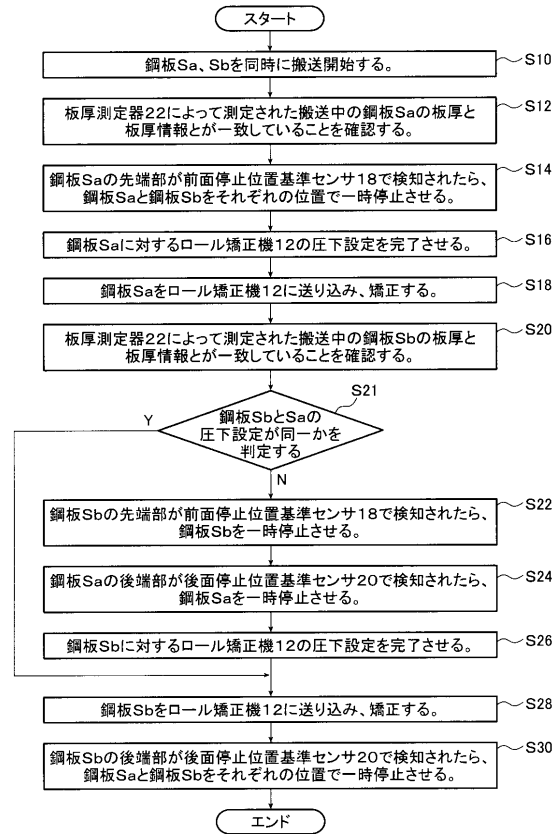 スタート
鋼板Sa、Sbを同時に搬送開始する。
S10
板厚測定器22によって測定された搬送中の鋼板Saの板厚と
板厚情報とが一致していることを確認する。
S12
鋼板Saの先端部が前面停止位置基準センサ18で検知されたら、
鋼板Saと鋼板Sbをそれぞれの位置で一時停止させる。
S14
鋼板Saに対するロール矯正機12の圧下設定を完了させる。
S16
鋼板Saをロール矯正機12に送り込み、矯正する。
S18
板厚測定器22によって測定された搬送中の鋼板Sbの板厚と
板厚情報とが一致していることを確認する。
S20
鋼板SbとSaの
圧下設定が同一かを
判定する
S21
Y
N
鋼板Sbの先端部が前面停止位置基準センサ18で検知されたら、
鋼板Sbを一時停止させる。
S22
鋼板Saの後端部が後面停止位置基準センサ20で検知されたら、
鋼板Saを一時停止させる。
S24
鋼板Sbに対するロール矯正機12の圧下設定を完了させる。
S26
鋼板Sbをロール矯正機12に送り込み、矯正する。
S28
鋼板Sbの後端部が後面停止位置基準センサ20で検知されたら、
鋼板Saと鋼板Sbをそれぞれの位置で一時停止させる。
S30
エンド